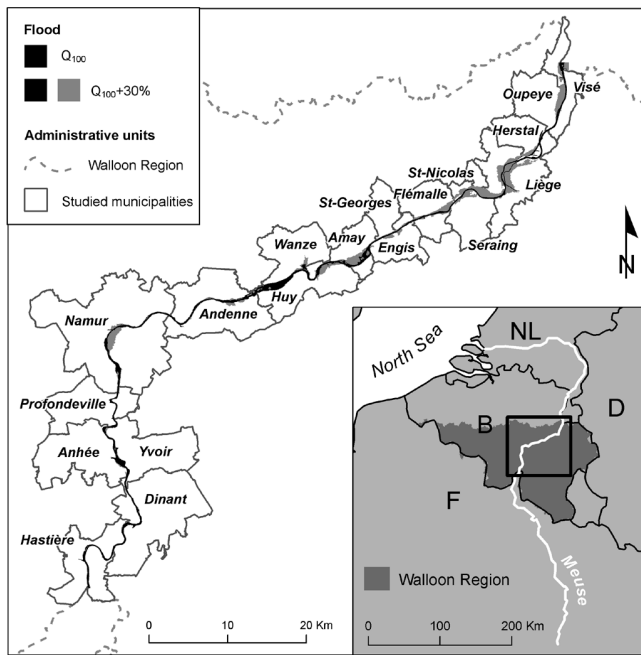 Flood
Q100
Q100+30%
Administrative units
Walloon Region
Studied municipalities
Visé
Oupeye
Herstal
St-Nicolas
Liège
Flémalle
St-Georges
Amay
Wanze
Engis
Seraing
Huy
Andenne
Namur
Profondeville
Anhée
Yvoir
Dinant
Hastière
N
0 10 20 Km
North Sea
NL
B
D
F
Meuse
Walloon Region
0 100 200 Km